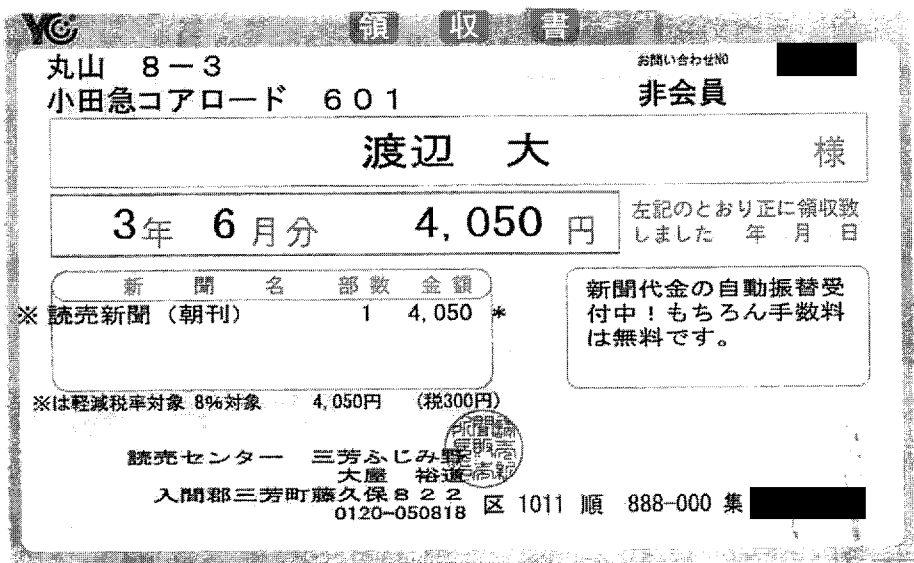 YC
領収書
丸山 8-3
お問い合わせNO
小田急コアロード 601
非会員
渡辺 大 様
3年 6月分 4,050円
左記のとおり正に領収致
しました 年 月 日
新聞名 部数 金額
※ 読売新聞(朝刊) 1 4,050 *
新聞代金の自動振替受
付中!もちろん手数料
は無料です。
※は軽減税率対象 8%対象 4,050円 (税300円)
読売センター 三芳ふじみ野
大屋 裕道
入間郡三芳町藤久保822
0120-050818
区 1011 順 888-000 集